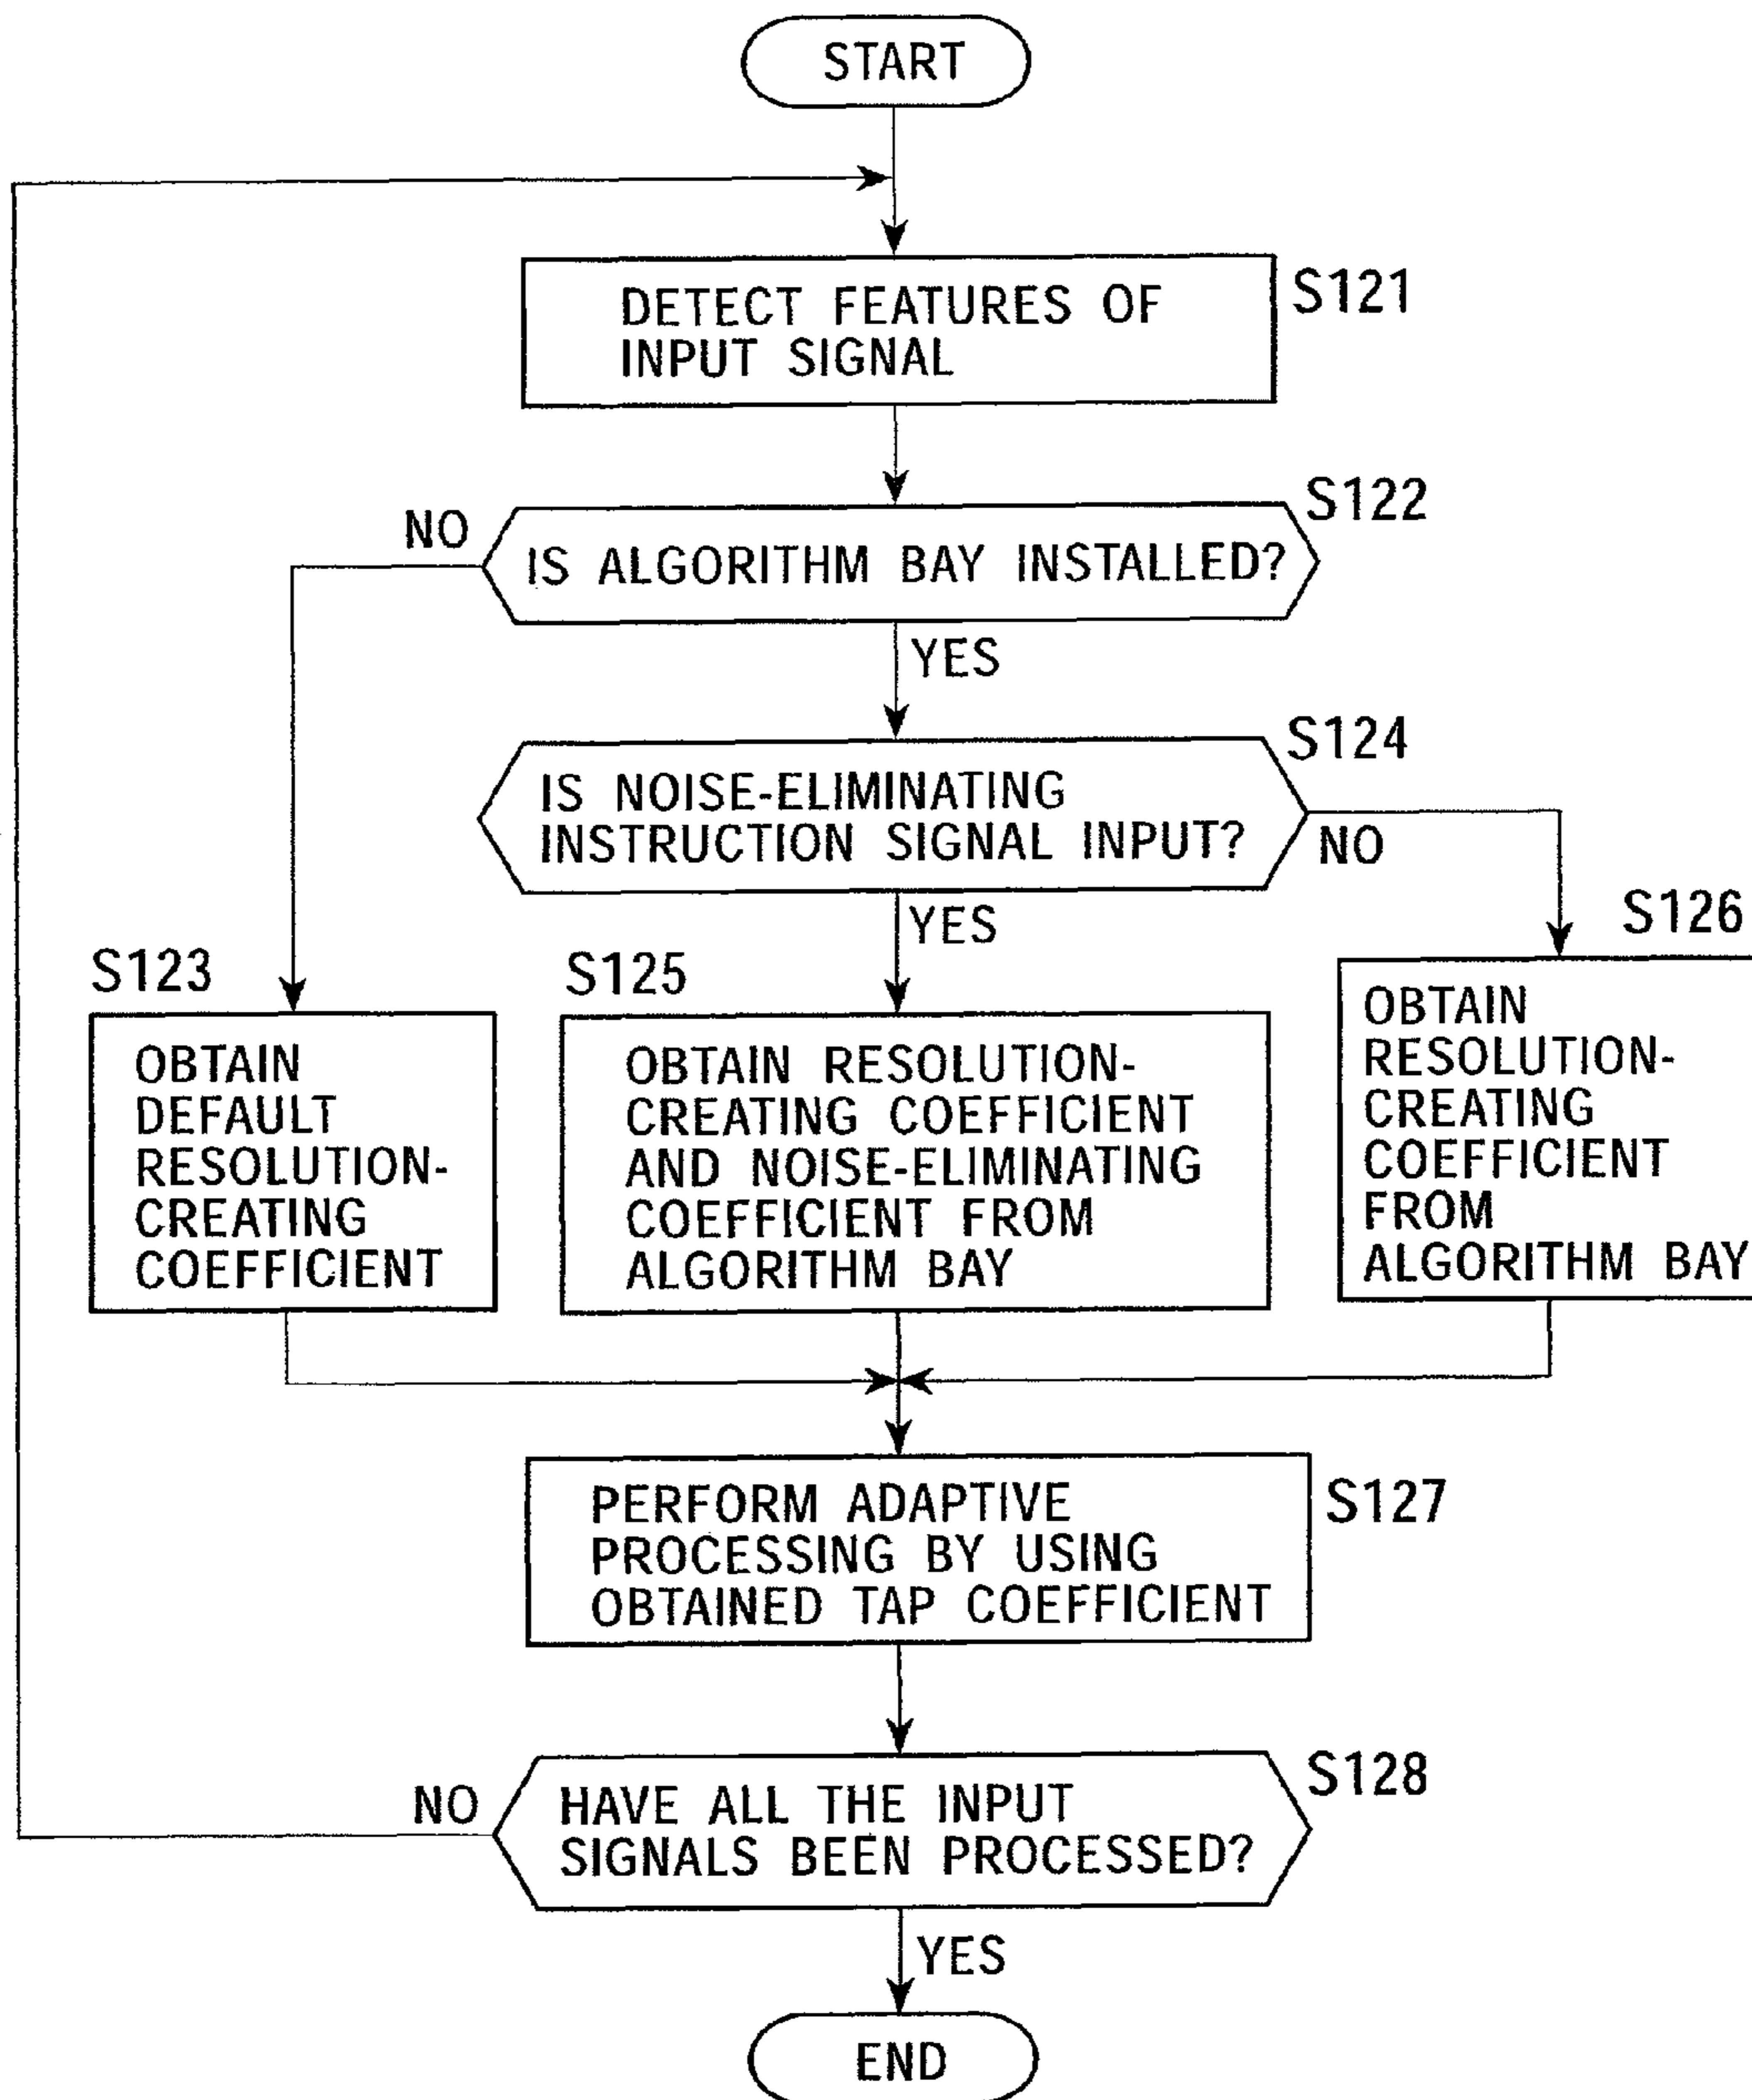 START
S121
DETECT FEATURES OF
INPUT SIGNAL
S122
NO
IS ALGORITHM BAY INSTALLED?
YES
S124
IS NOISE-ELIMINATING
INSTRUCTION SIGNAL INPUT?
NO
YES
S123
OBTAIN
DEFAULT
RESOLUTION-
CREATING
COEFFICIENT
S125
OBTAIN RESOLUTION-
CREATING COEFFICIENT
AND NOISE-ELIMINATING
COEFFICIENT FROM
ALGORITHM BAY
S126
OBTAIN
RESOLUTION-
CREATING
COEFFICIENT
FROM
ALGORITHM BAY
S127
PERFORM ADAPTIVE
PROCESSING BY USING
OBTAINED TAP COEFFICIENT
S128
NO
HAVE ALL THE INPUT
SIGNALS BEEN PROCESSED?
YES
END